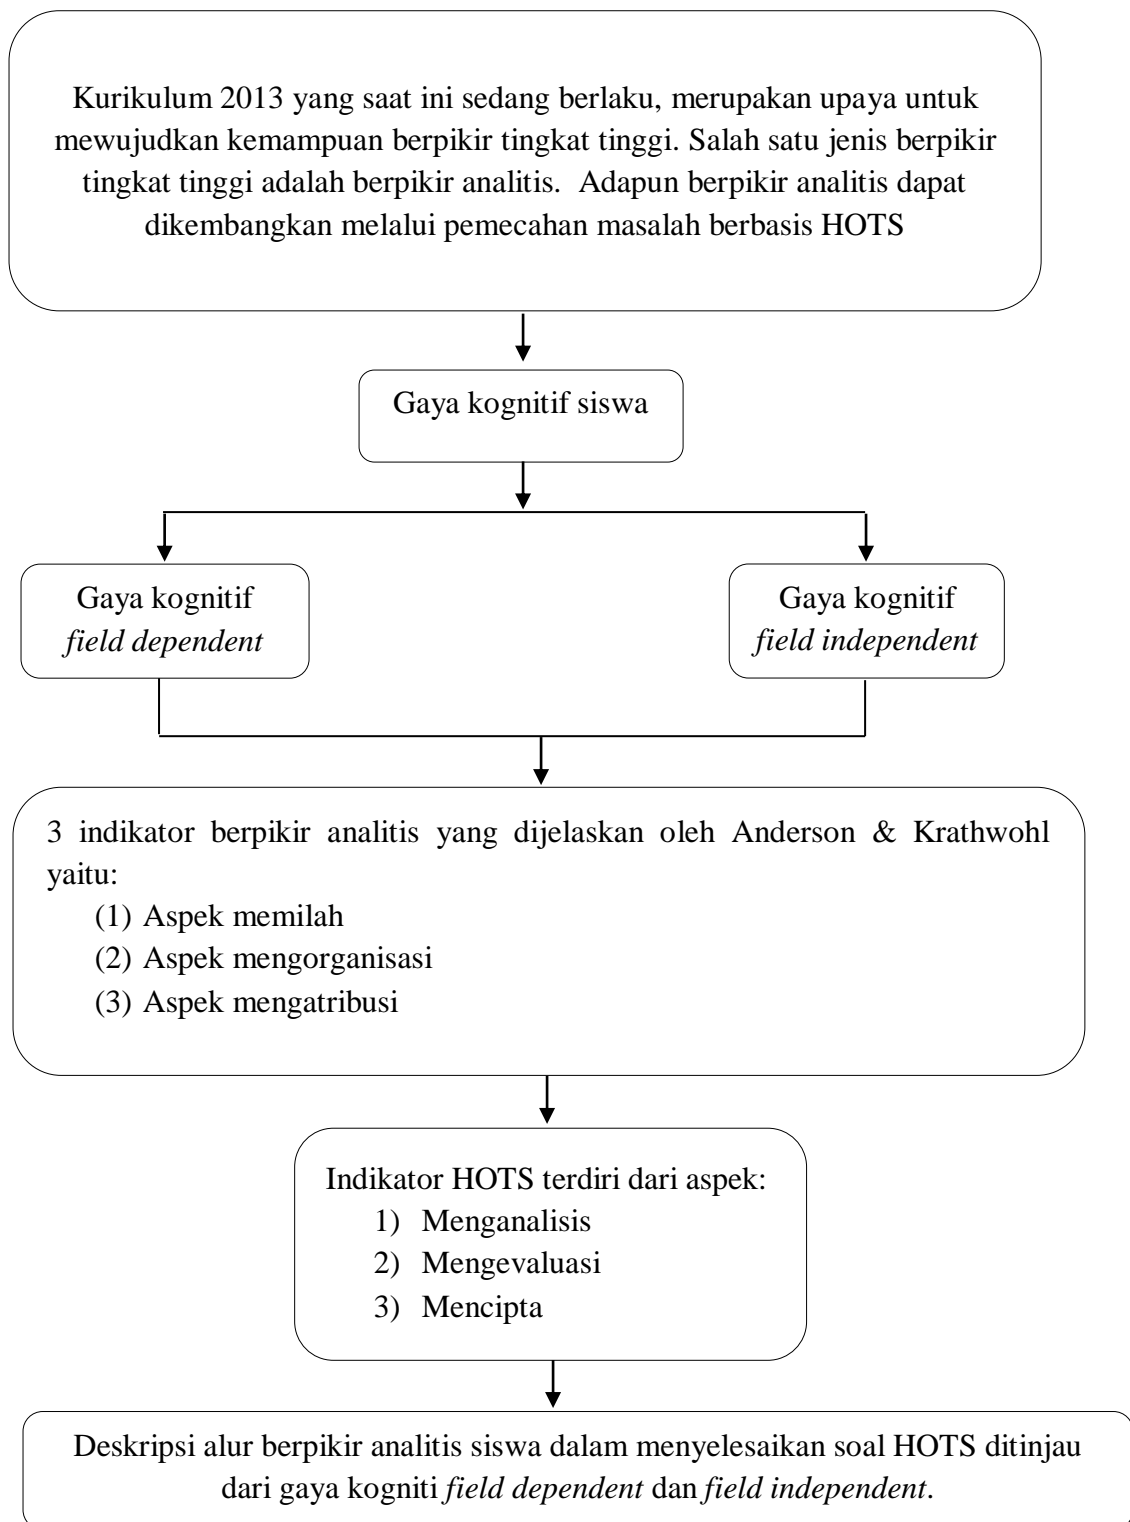 Kurikulum 2013 yang saat ini sedang berlaku, merupakan upaya untuk
mewujudkan kemampuan berpikir tingkat tinggi. Salah satu jenis berpikir
tingkat tinggi adalah berpikir analitis. Adapun berpikir analitis dapat
dikembangkan melalui pemecahan masalah berbasis HOTS
Gaya kognitif siswa
Gaya kognitif
field dependent
Gaya kognitif
field independent
3 indikator berpikir analitis yang dijelaskan oleh Anderson & Krathwohl
yaitu:
(1) Aspek memilah
(2) Aspek mengorganisasi
(3) Aspek mengatribusi
Indikator HOTS terdiri dari aspek:
1) Menganalisis
2) Mengevaluasi
3) Mencipta
Deskripsi alur berpikir analitis siswa dalam menyelesaikan soal HOTS ditinjau
dari gaya kogniti field dependent dan field independent.